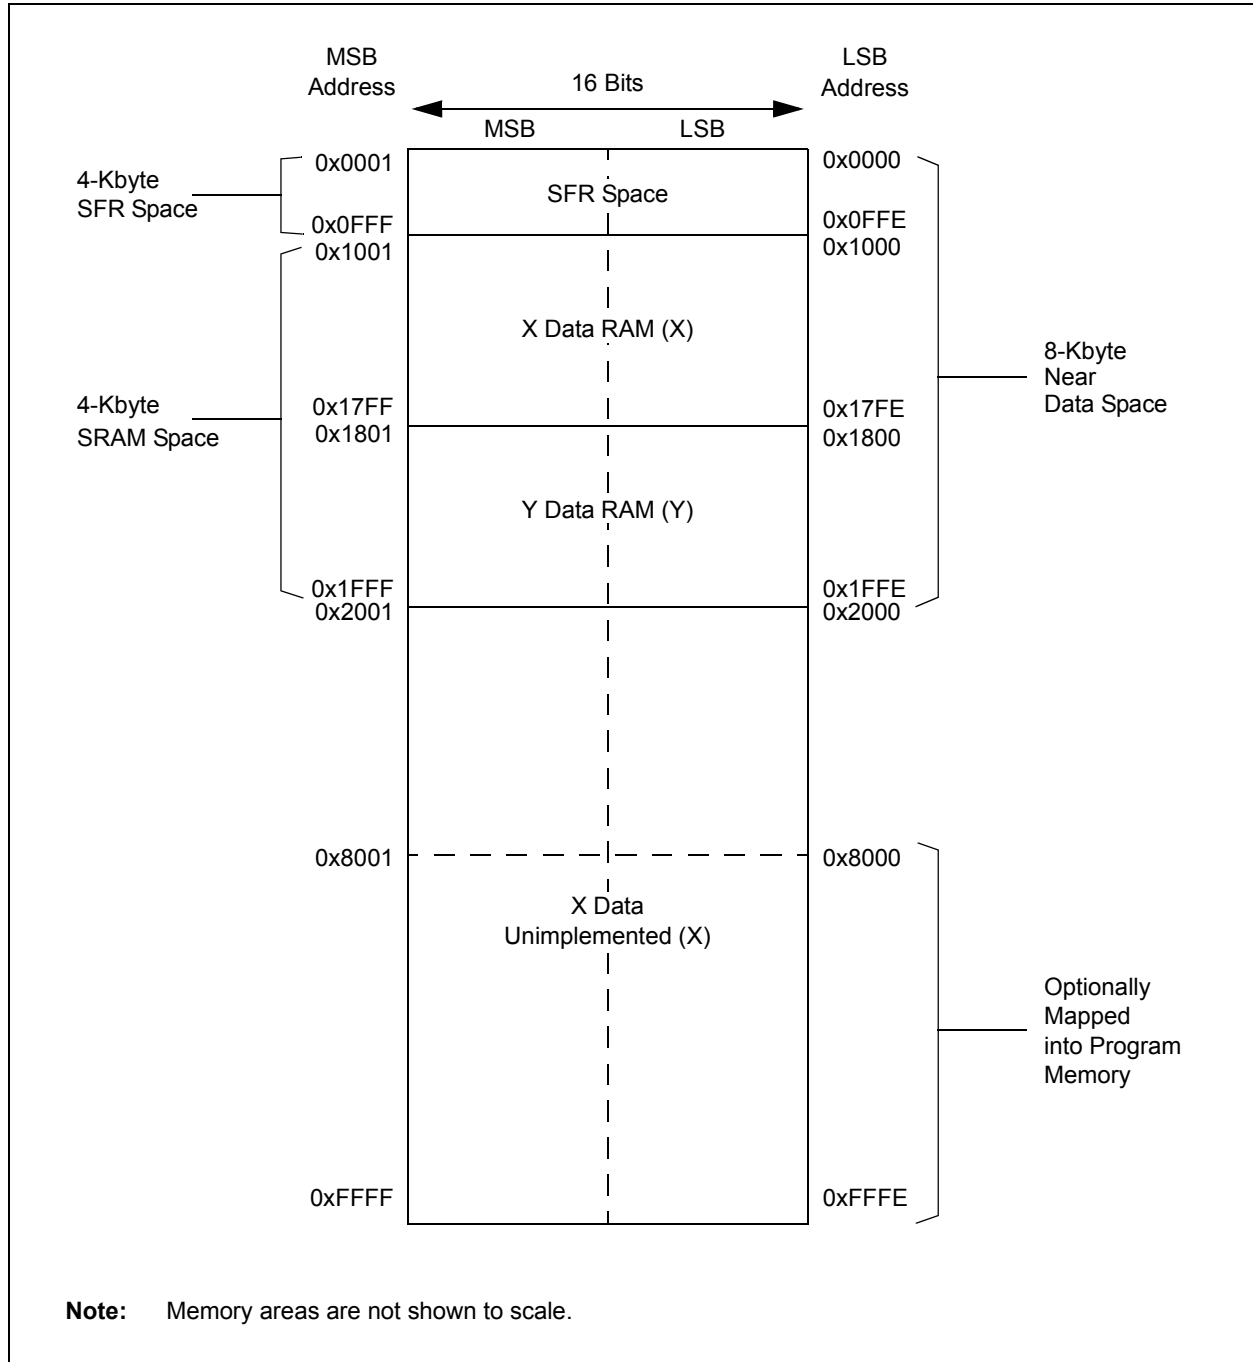 MSB
Address
16 Bits
LSB
Address
MSB
LSB
0x0001
0x0000
4-Kbyte
SFR Space
SFR Space
0x0FFF
0x0FFE
0x1001
0x1000
X Data RAM (X)
4-Kbyte
SRAM Space
8-Kbyte
Near
Data Space
0x17FF
0x17FE
0x1801
0x1800
Y Data RAM (Y)
0x1FFF
0x1FFE
0x2001
0x2000
0x8001
0x8000
X Data
Unimplemented (X)
Optionally
Mapped
into Program
Memory
0xFFFF
0xFFFE
Note: Memory areas are not shown to scale.